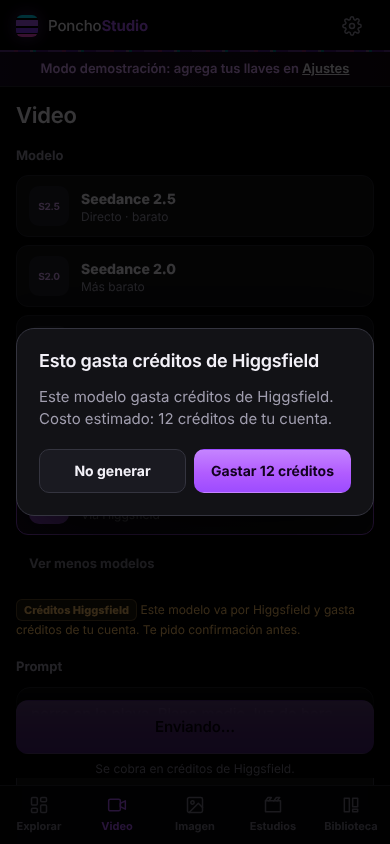 PonchoStudio
Modo demostración: agrega tus llaves en Ajustes
Video
Modelo
S2.5
Seedance 2.5
Directo · barato
S2.0
Seedance 2.0
Más barato
Esto gasta créditos de Higgsfield
Este modelo gasta créditos de Higgsfield.
Costo estimado: 12 créditos de tu cuenta.
No generar
Gastar 12 créditos
Vía Higgsfield
Ver menos modelos
Créditos Higgsfield Este modelo va por Higgsfield y gasta
créditos de tu cuenta. Te pido confirmación antes.
Prompt
Enviando...
Se cobra en créditos de Higgsfield.
Explorar
Video
Imagen
Estudios
Biblioteca